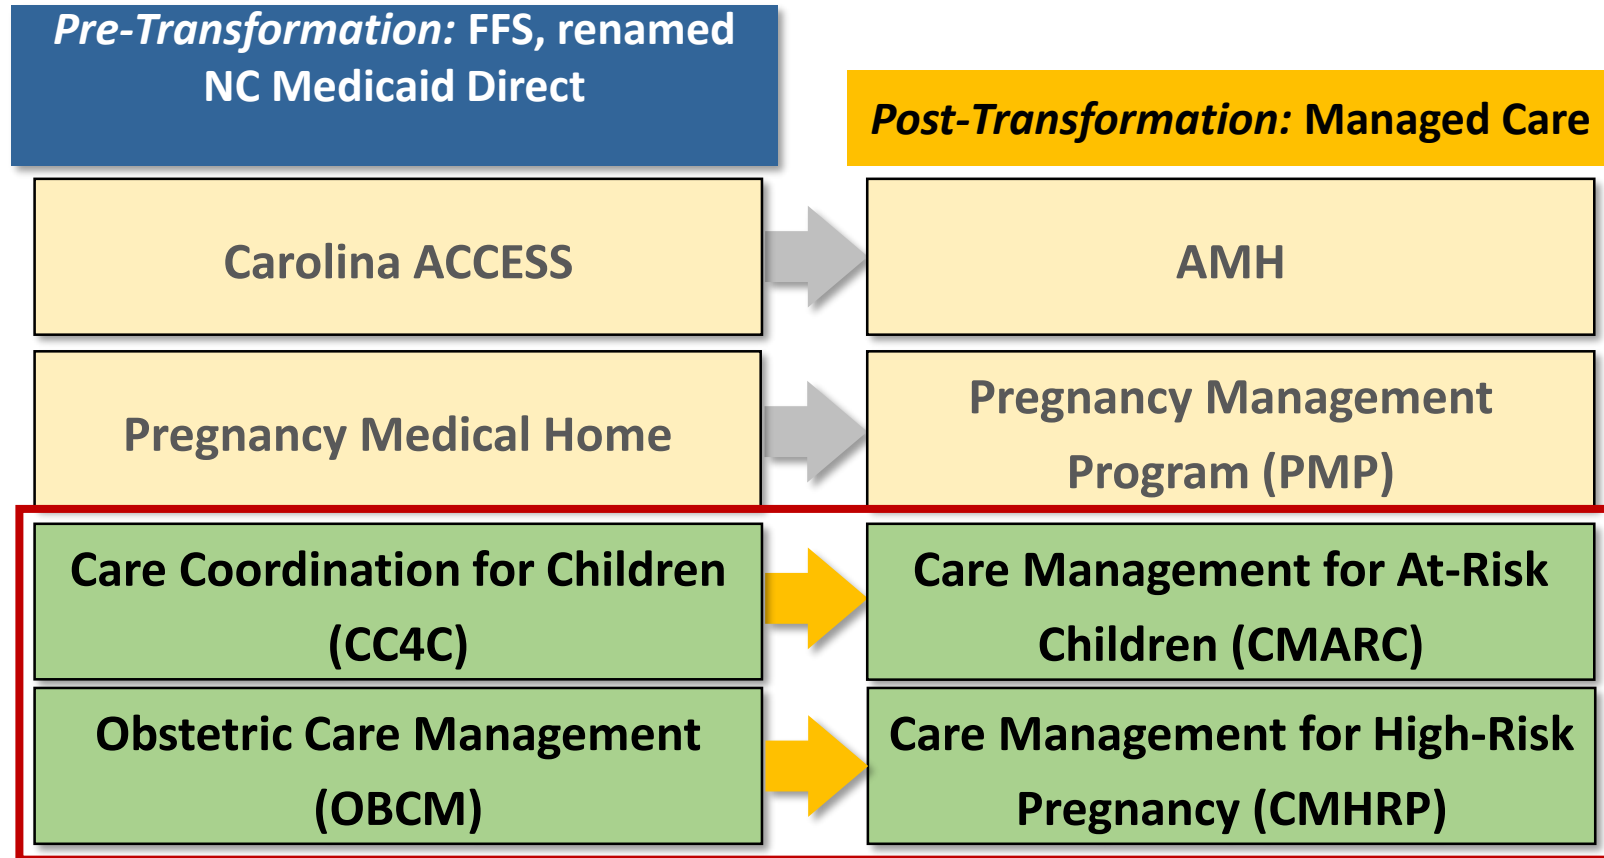 Pre-Transformation: FFS, renamed
NC Medicaid Direct
Post-Transformation: Managed Care
Carolina ACCESS
AMH
Pregnancy Medical Home
Pregnancy Management
Program (PMP)
Care Coordination for Children
(CC4C)
Care Management for At-Risk
Children (CMARC)
Obstetric Care Management
(OBCM)
Care Management for High-Risk
Pregnancy (CMHRP)